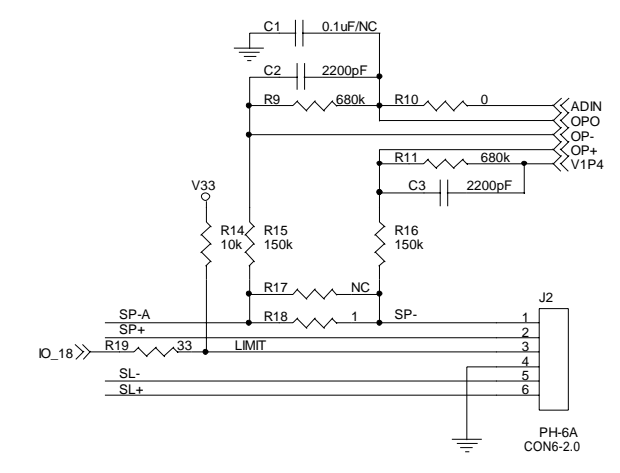 C1 0.1uF/NC
C2 2200pF
R9 680k R10 0 ADIN
OPO
OP-
OP+
R11 680k V1P4
C3 2200pF
V33
R14 R15 R16
10k 150k 150k
R17 NC
J2
SP-A R18 1 SP- 1
SP+ 2
IO_18 R19 33 LIMIT 3
4
SL- 5
SL+ 6
PH-6A
CON6-2.0